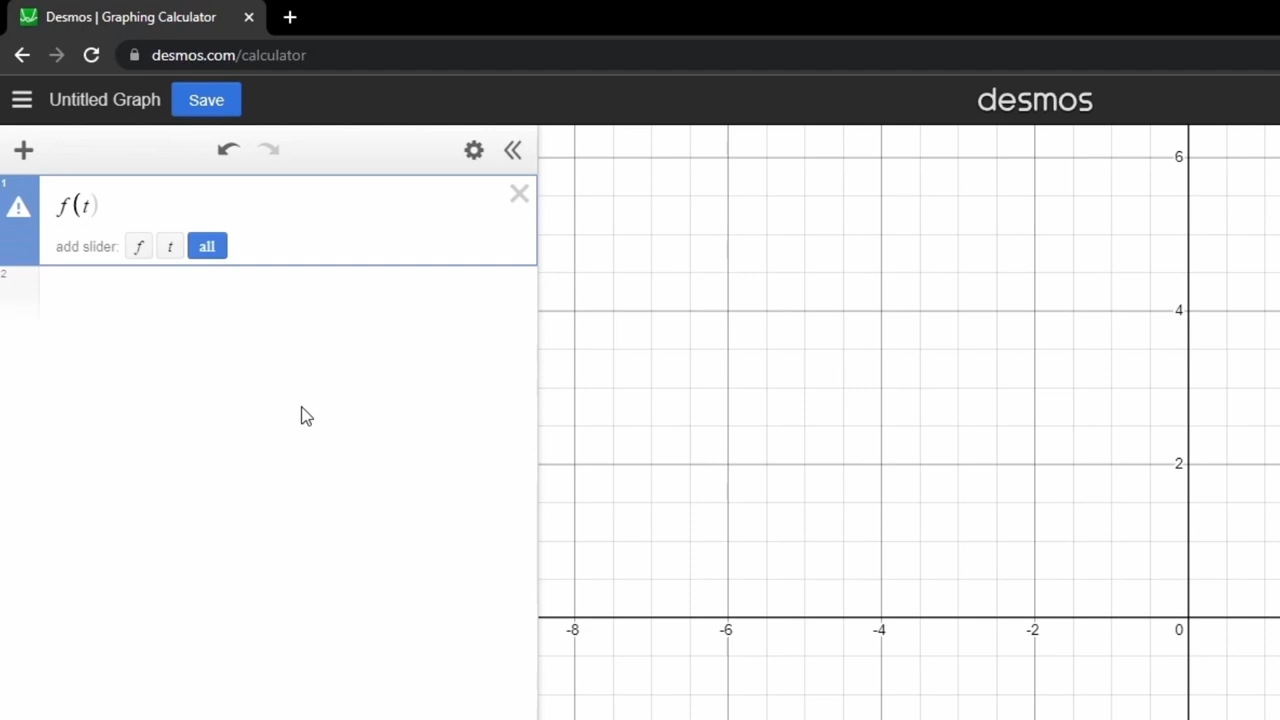 Desmos | Graphing Calculator
desmos.com/calculator
Untitled Graph Save desmos
1
f(t)
add slider: f t all
2
6
4
2
-8 -6 -4 -2 0